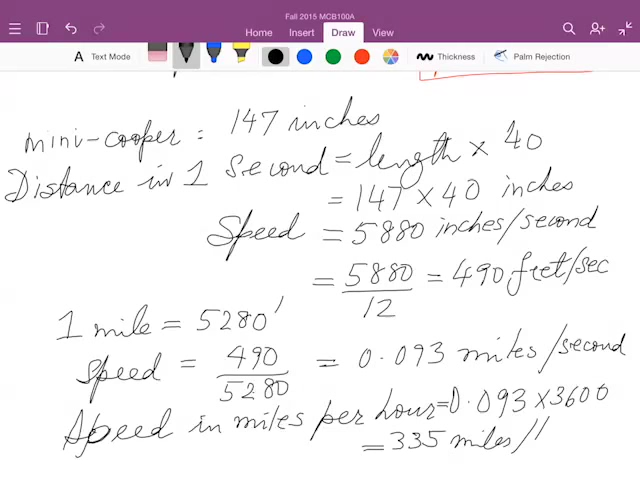 Fall 2015 MCB100A
Home Insert Draw View
A Text Mode Thickness Palm Rejection
mini-cooper = 147 inches
Distance in 1 second = length × 40
= 147 × 40 inches
Speed = 5880 inches/second
= 5880/12 = 490 feet/sec
1 mile = 5280'
Speed = 490/5280 = 0.093 miles/second
Speed in miles per hour = 0.093 × 3600
= 335 miles//